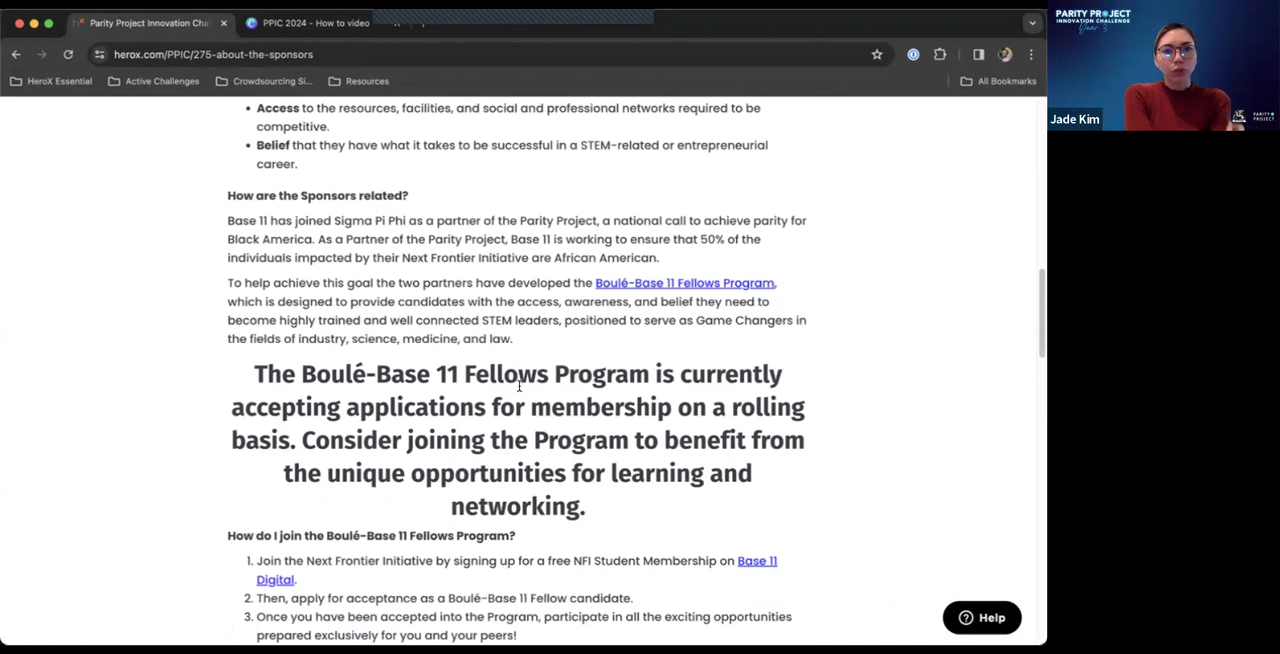 Parity Project Innovation Cha
PPIC 2024 - How to video
herox.com/PPIC/275-about-the-sponsors
HeroX Essential
Active Challenges
Crowdsourcing Si...
Resources
All Bookmarks
PARITY PROJECT
INNOVATION CHALLENGE
Year 3
Jade Kim
PARITY
PROJECT
• Access to the resources, facilities, and social and professional networks required to be
competitive.
• Belief that they have what it takes to be successful in a STEM-related or entrepreneurial
career.
How are the Sponsors related?
Base 11 has joined Sigma Pi Phi as a partner of the Parity Project, a national call to achieve parity for
Black America. As a Partner of the Parity Project, Base 11 is working to ensure that 50% of the
individuals impacted by their Next Frontier Initiative are African American.
To help achieve this goal the two partners have developed the Boulé-Base 11 Fellows Program,
which is designed to provide candidates with the access, awareness, and belief they need to
become highly trained and well connected STEM leaders, positioned to serve as Game Changers in
the fields of industry, science, medicine, and law.
The Boulé-Base 11 Fellows Program is currently
accepting applications for membership on a rolling
basis. Consider joining the Program to benefit from
the unique opportunities for learning and
networking.
How do I join the Boulé-Base 11 Fellows Program?
1. Join the Next Frontier Initiative by signing up for a free NFI Student Membership on Base 11
Digital.
2. Then, apply for acceptance as a Boulé-Base 11 Fellow candidate.
3. Once you have been accepted into the Program, participate in all the exciting opportunities
prepared exclusively for you and your peers!
Help